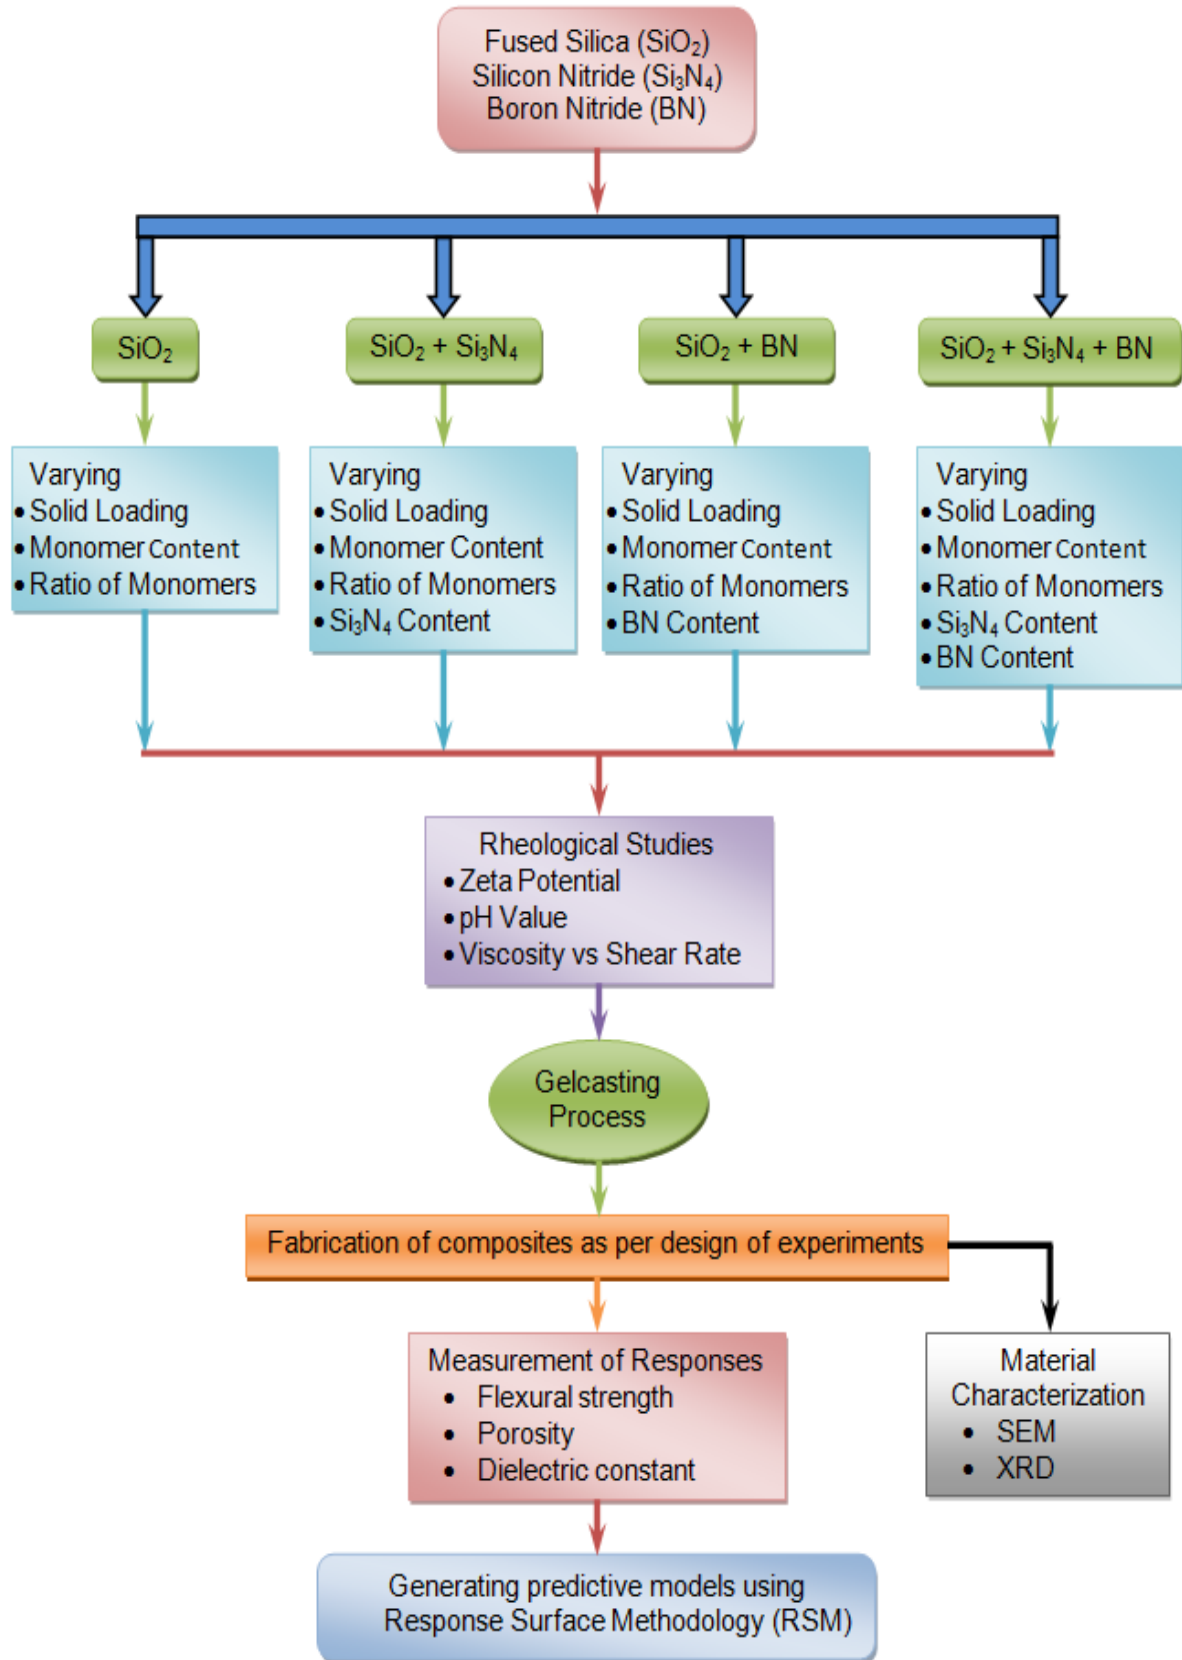 Fused Silica (SiO₂)
Silicon Nitride (Si₃N₄)
Boron Nitride (BN)
SiO₂
SiO₂ + Si₃N₄
SiO₂ + BN
SiO₂ + Si₃N₄ + BN
Varying
• Solid Loading
• Monomer Content
• Ratio of Monomers
Varying
• Solid Loading
• Monomer Content
• Ratio of Monomers
• Si₃N₄ Content
Varying
• Solid Loading
• Monomer Content
• Ratio of Monomers
• BN Content
Varying
• Solid Loading
• Monomer Content
• Ratio of Monomers
• Si₃N₄ Content
• BN Content
Rheological Studies
• Zeta Potential
• pH Value
• Viscosity vs Shear Rate
Gelcasting
Process
Fabrication of composites as per design of experiments
Measurement of Responses
• Flexural strength
• Porosity
• Dielectric constant
Material
Characterization
• SEM
• XRD
Generating predictive models using
Response Surface Methodology (RSM)